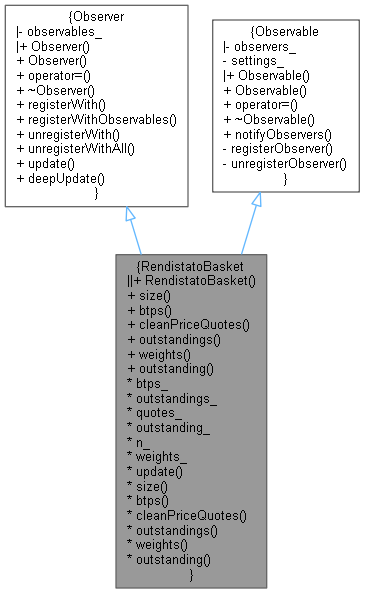 {Observer
|- observables_
|+ Observer()
+ Observer()
+ operator=()
+ ~Observer()
+ registerWith()
+ registerWithObservables()
+ unregisterWith()
+ unregisterWithAll()
+ update()
+ deepUpdate()
}
{Observable
|- observers_
- settings_
|+ Observable()
+ Observable()
+ operator=()
+ ~Observable()
+ notifyObservers()
- registerObserver()
- unregisterObserver()
}
{RendistatoBasket
||+ RendistatoBasket()
+ size()
+ btps()
+ cleanPriceQuotes()
+ outstandings()
+ weights()
+ outstanding()
* btps_
* outstandings_
* quotes_
* outstanding_
* n_
* weights_
* update()
* size()
* btps()
* cleanPriceQuotes()
* outstandings()
* weights()
* outstanding()
}